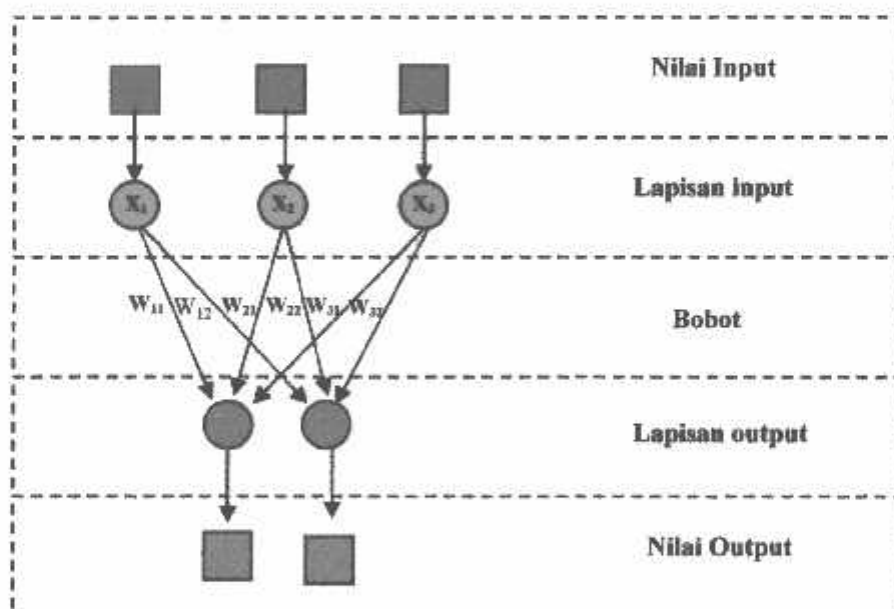 Nilai Input
X₁ X₂ X₃
Lapisan input
W₁₁ W₁₂ W₂₁ W₂₂ W₃₁ W₃₂
Bobot
Lapisan output
Nilai Output